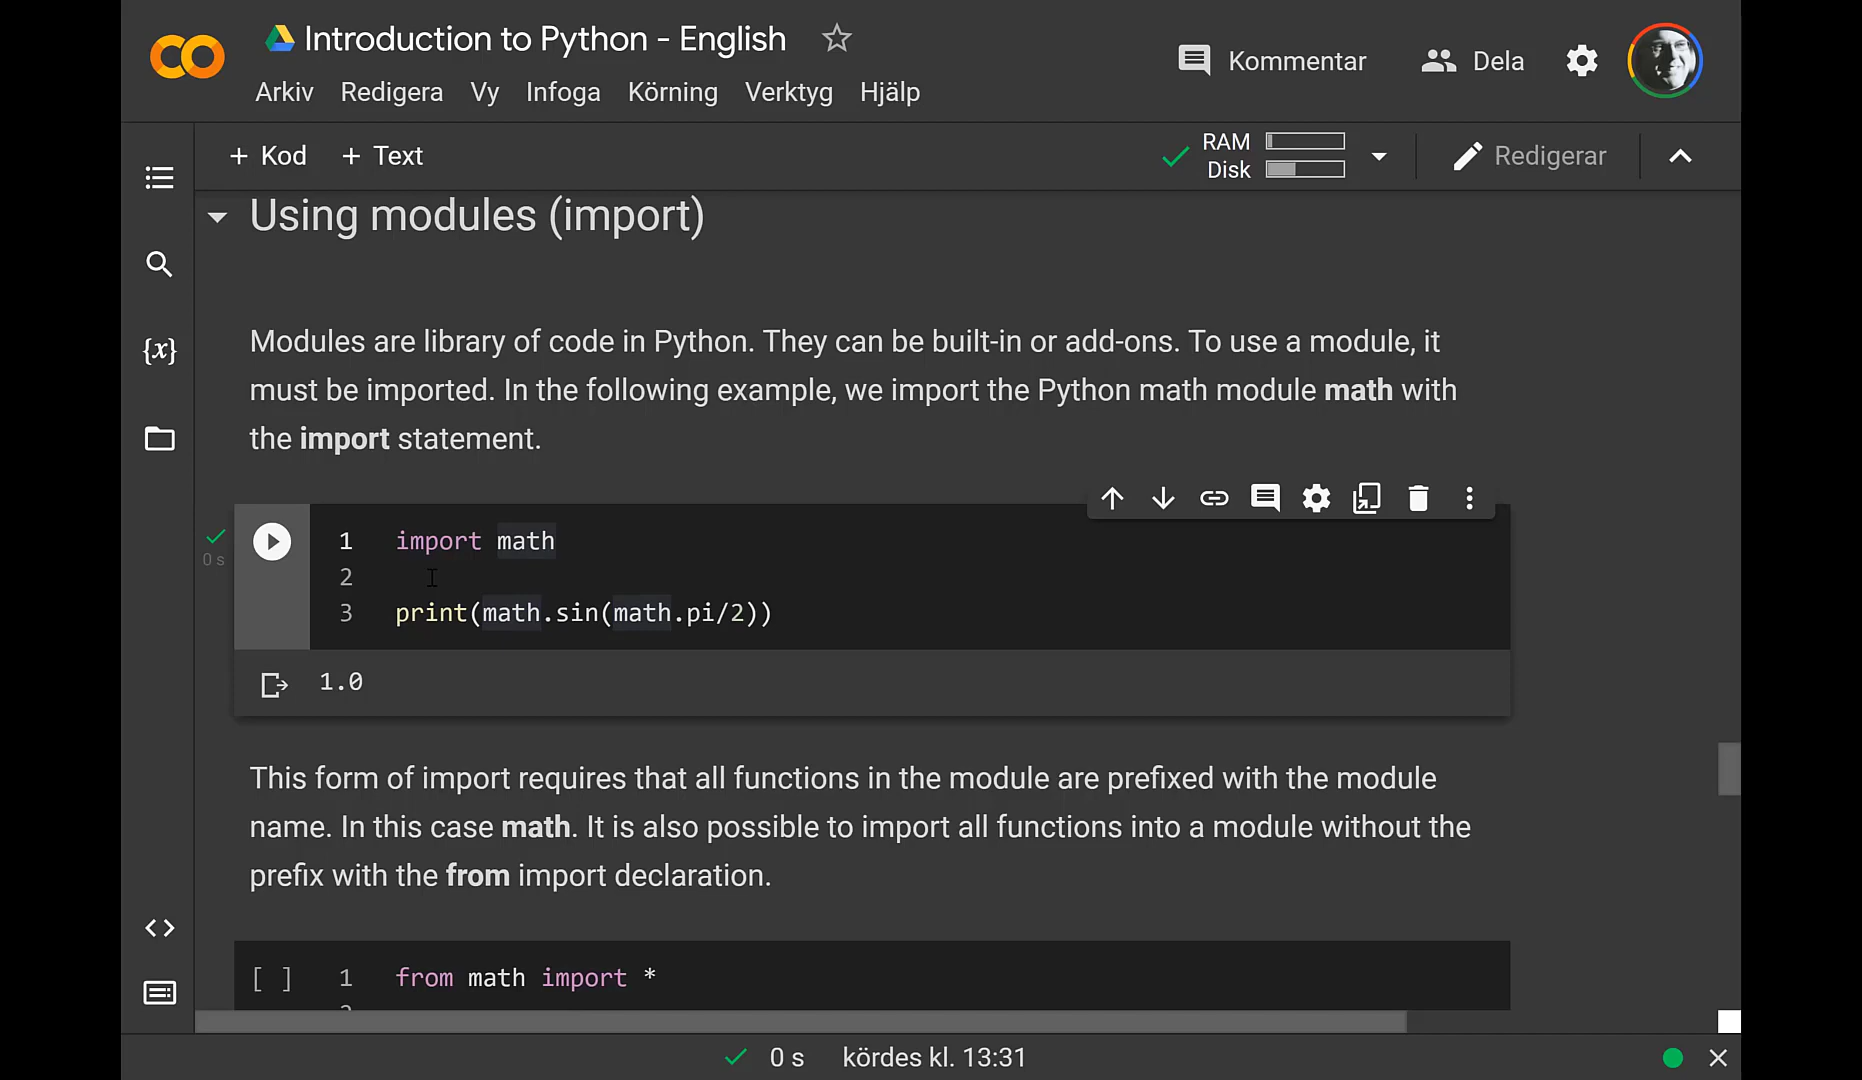 Introduction to Python - English
Kommentar
Dela
Arkiv Redigera Vy Infoga Körning Verktyg Hjälp
+ Kod + Text
RAM
Disk
Redigerar
Using modules (import)
{x}
Modules are library of code in Python. They can be built-in or add-ons. To use a module, it
must be imported. In the following example, we import the Python math module math with
the import statement.
0 s
1 import math
2
3 print(math.sin(math.pi/2))
1.0
This form of import requires that all functions in the module are prefixed with the module
name. In this case math. It is also possible to import all functions into a module without the
prefix with the from import declaration.
[ ] 1 from math import *
0 s kördes kl. 13:31